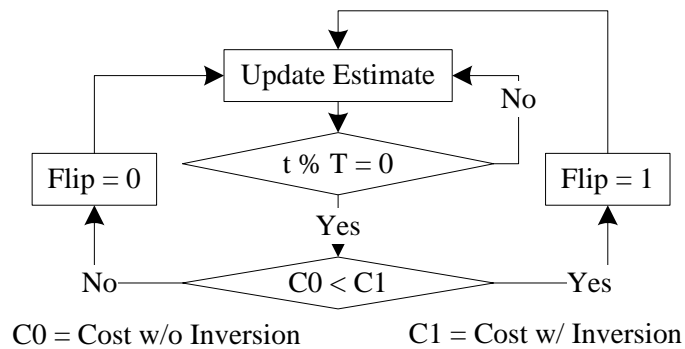 Update Estimate
No
t % T = 0
Flip = 0
Flip = 1
Yes
No
C0 < C1
Yes
C0 = Cost w/o Inversion
C1 = Cost w/ Inversion